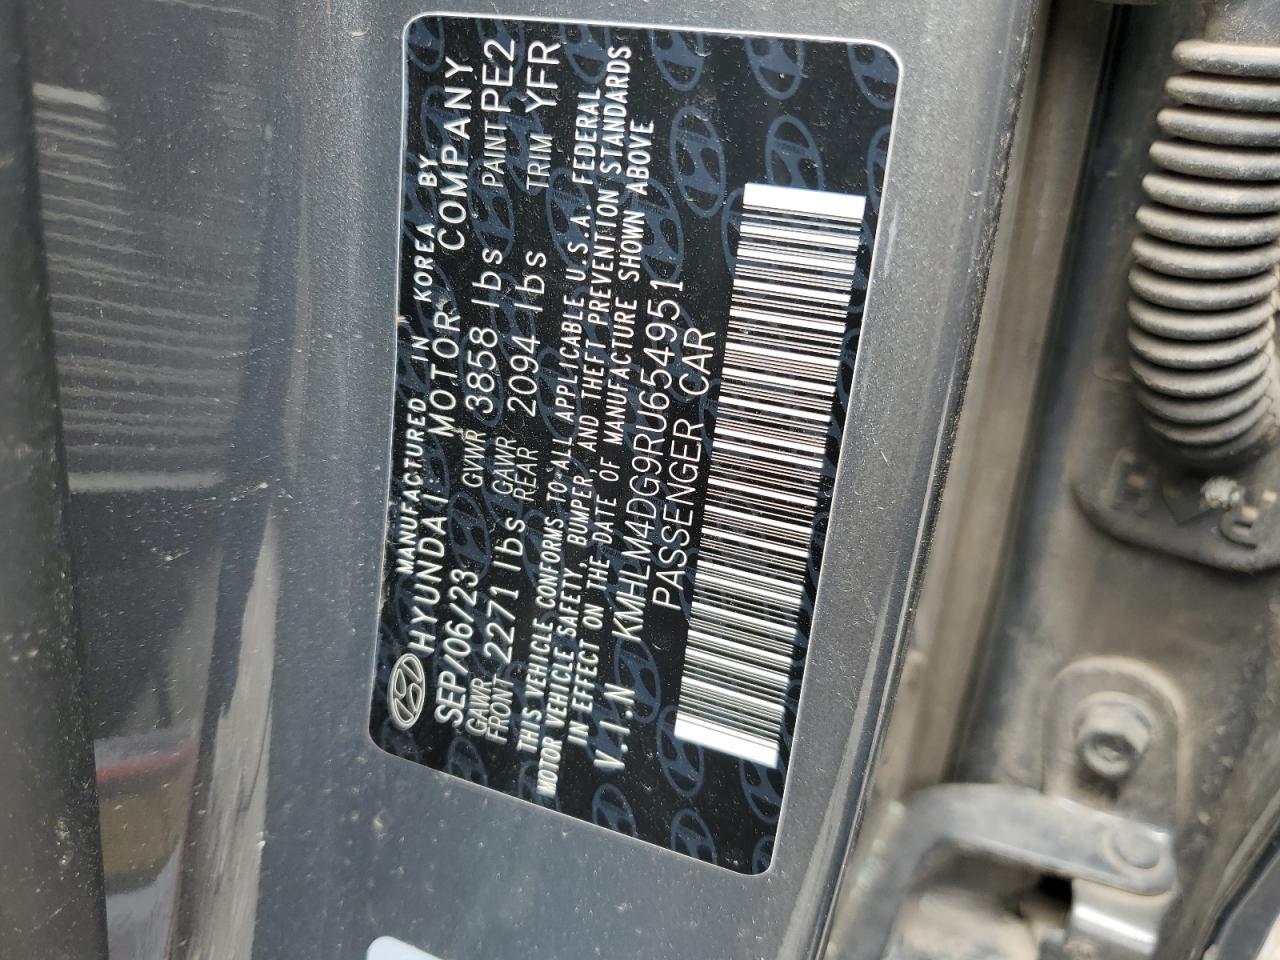 MANUFACTURED IN KOREA BY
HYUNDAI MOTOR COMPANY
SEP/06/23 GVWR 3858 lbs PAINT PE2
GAWR FRONT 2271 lbs GAWR REAR 2094 lbs TRIM YFR
THIS VEHICLE CONFORMS TO ALL APPLICABLE U.S.A. FEDERAL
MOTOR VEHICLE SAFETY, BUMPER, AND THEFT PREVENTION STANDARDS
IN EFFECT ON THE DATE OF MANUFACTURE SHOWN ABOVE
V.I.N KMHLM4DG9RU654951
PASSENGER CAR